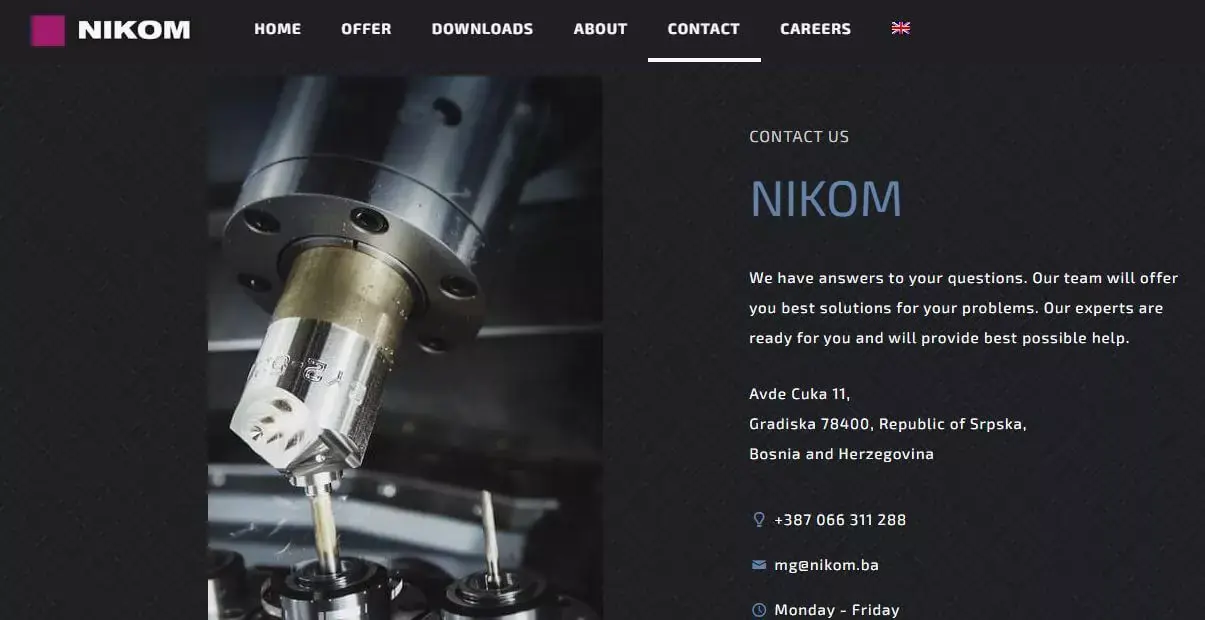 NIKOM
HOME OFFER DOWNLOADS ABOUT CONTACT CAREERS
CONTACT US
NIKOM
We have answers to your questions. Our team will offer
you best solutions for your problems. Our experts are
ready for you and will provide best possible help.
Avde Cuka 11,
Gradiska 78400, Republic of Srpska,
Bosnia and Herzegovina
+387 066 311 288
mg@nikom.ba
Monday - Friday